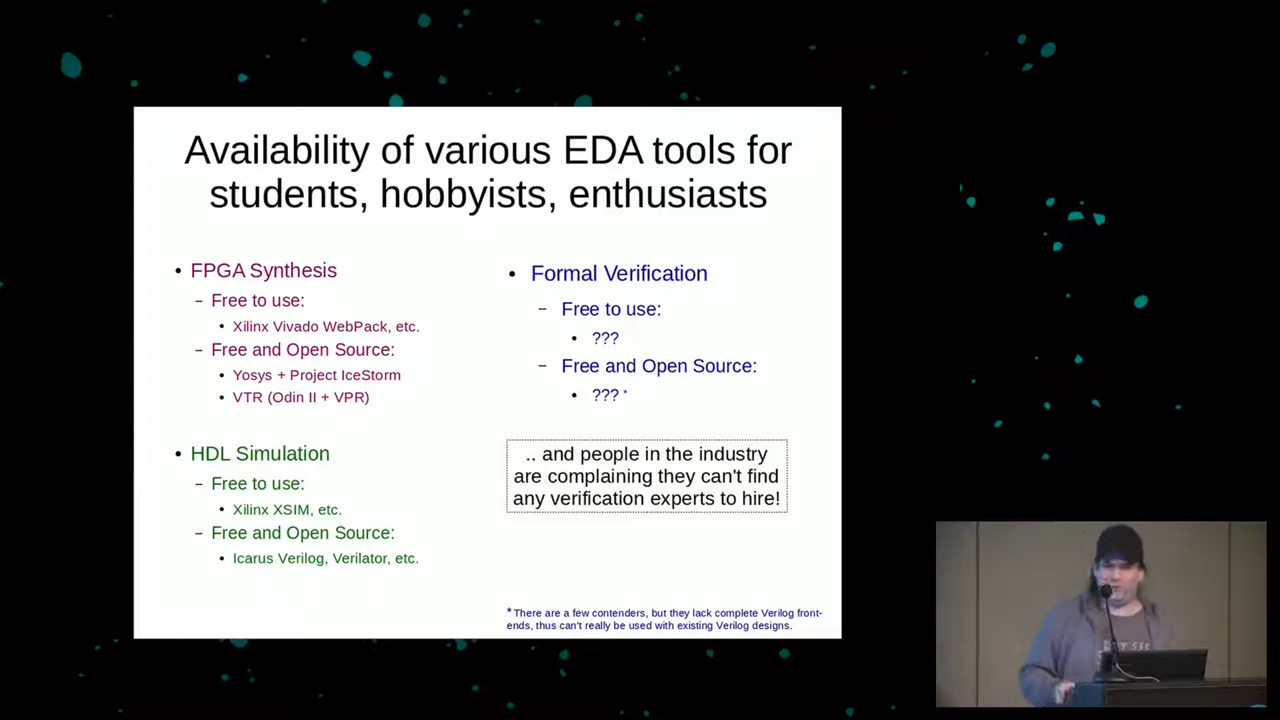 Availability of various EDA tools for
students, hobbyists, enthusiasts
• FPGA Synthesis
– Free to use:
• Xilinx Vivado WebPack, etc.
– Free and Open Source:
• Yosys + Project IceStorm
• VTR (Odin II + VPR)
• HDL Simulation
– Free to use:
• Xilinx XSIM, etc.
– Free and Open Source:
• Icarus Verilog, Verilator, etc.
• Formal Verification
– Free to use:
• ???
– Free and Open Source:
• ??? *
.. and people in the industry
are complaining they can't find
any verification experts to hire!
* There are a few contenders, but they lack complete Verilog front-
ends, thus can't really be used with existing Verilog designs.